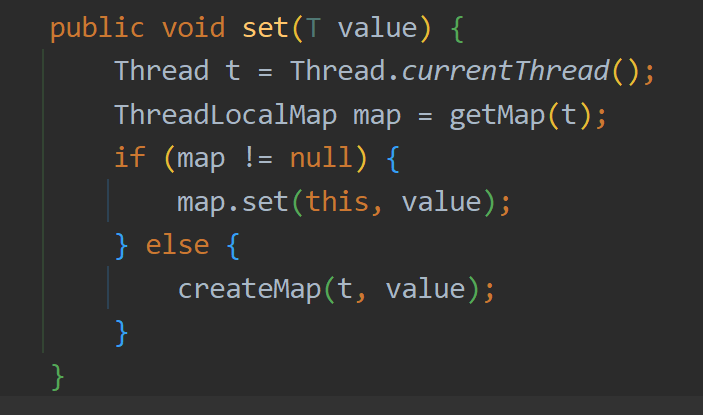 public void set(T value) {
    Thread t = Thread.currentThread();
    ThreadLocalMap map = getMap(t);
    if (map != null) {
        map.set(this, value);
    } else {
        createMap(t, value);
    }
}